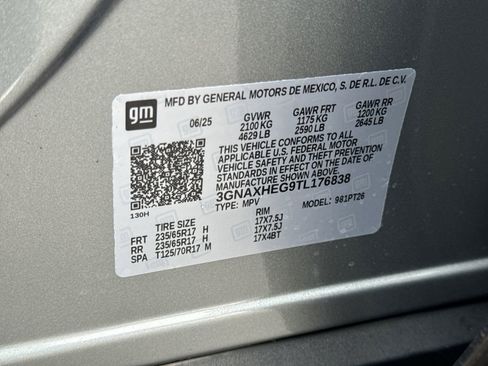 gm
MFD BY GENERAL MOTORS DE MEXICO, S. DE R.L. DE C.V.
06/25 GVWR GAWR FRT GAWR RR
2100 KG 1175 KG 1200 KG
4629 LB 2590 LB 2645 LB
THIS VEHICLE CONFORMS TO ALL
APPLICABLE U.S. FEDERAL MOTOR
VEHICLE SAFETY AND THEFT PREVENTION
STANDARDS IN EFFECT ON THE DATE OF
MANUFACTURE SHOWN ABOVE.
3GNAXHEG9TL176838
TYPE: MPV MODEL: 981PT26
130H
TIRE SIZE RIM
FRT 235/65R17 H 17X7.5J
RR 235/65R17 H 17X7.5J
SPA T125/70R17 M 17X4BT